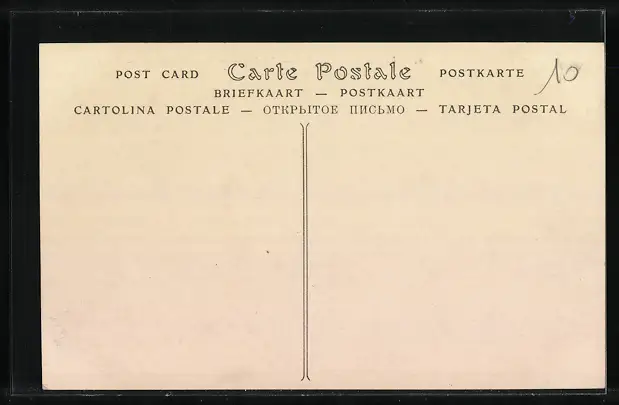 POST CARD Carte Postale POSTKARTE 10
BRIEFKAART — POSTKAART
CARTOLINA POSTALE — ОТКРЫТОЕ ПИСЬМО — TARJETA POSTAL